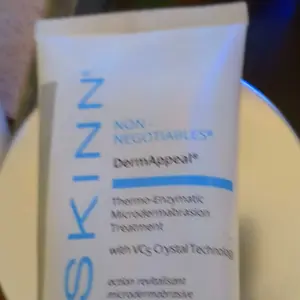 SKINN®
NON-
NEGOTIABLES®
DermAppeal®
Thermo-Enzymatic
Microdermabrasion
Treatment
with VC5 Crystal Technology
action revitalisant
microdermabrasive